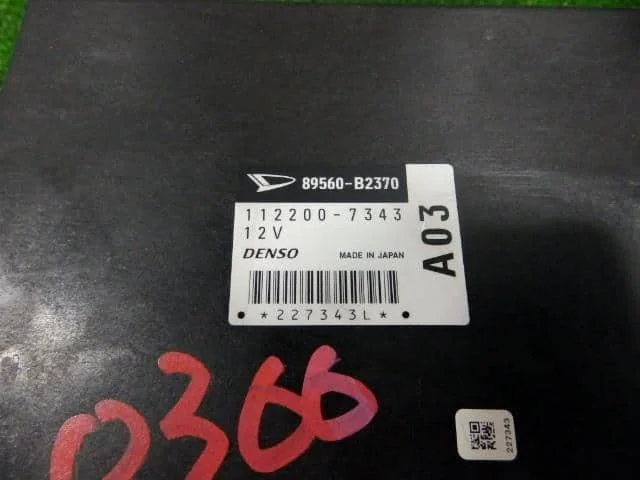 89560-B2370
112200-7343
12V
DENSO MADE IN JAPAN
*227343L*
A03
0366
227343